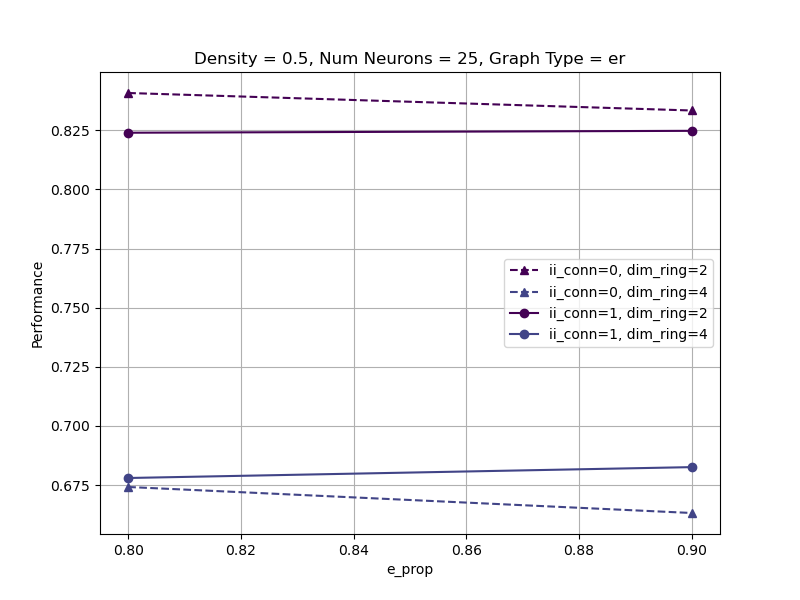 Density = 0.5, Num Neurons = 25, Graph Type = er
Performance
0.825
0.800
0.775
0.750
0.725
0.700
0.675
ii_conn=0, dim_ring=2
ii_conn=0, dim_ring=4
ii_conn=1, dim_ring=2
ii_conn=1, dim_ring=4
0.80
0.82
0.84
0.86
0.88
0.90
e_prop